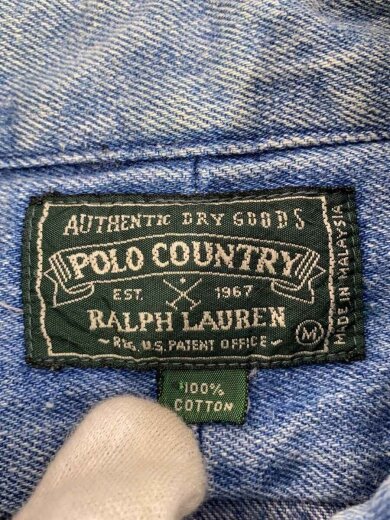 AUTHENTIC DRY GOODS
POLO COUNTRY
EST. 1967
RALPH LAUREN
- REG. U.S. PATENT OFFICE -
M
MADE IN MALAYSIA
100%
COTTON